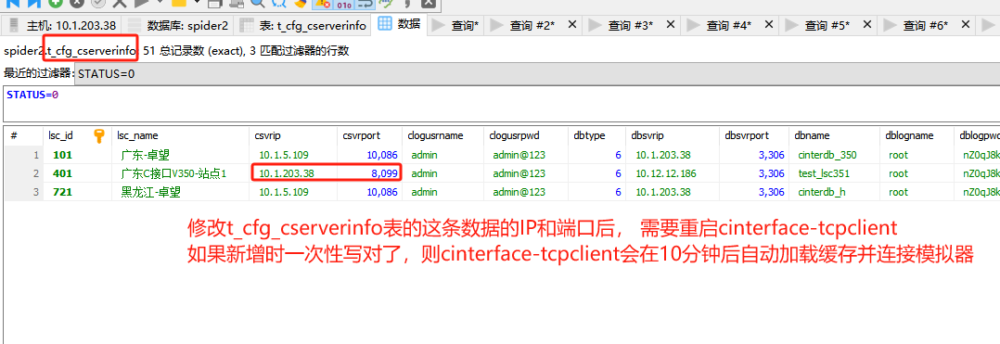 主机: 10.1.203.38 数据库: spider2 表: t_cfg_cserverinfo 数据 查询* 查询 #2* 查询 #3* 查询 #4* 查询 #5* 查询 #6*
spider2.t_cfg_cserverinfo: 51 总记录数 (exact), 3 匹配过滤器的行数
最近的过滤器: STATUS=0
STATUS=0
# lsc_id lsc_name csvrip csvrport clogusrname clogusrpwd dbtype dbsvrip dbsvrport dbname dblogname dblogpwd
1 101 广东-卓望 10.1.5.109 10,086 admin admin@123 6 10.1.203.38 3,306 cinterdb_350 root nZ0qJ8k
2 401 广东C接口V350-站点1 10.1.203.38 8,099 admin admin@123 6 10.12.12.186 3,306 test_lsc351 root nZ0qJ8k
3 721 黑龙江-卓望 10.1.5.109 10,086 admin admin@123 6 10.1.203.38 3,306 cinterdb_h root nZ0qJ8k
修改t_cfg_cserverinfo表的这条数据的IP和端口后， 需要重启cinterface-tcpclient
如果新增时一次性写对了，则cinterface-tcpclient会在10分钟后自动加载缓存并连接模拟器